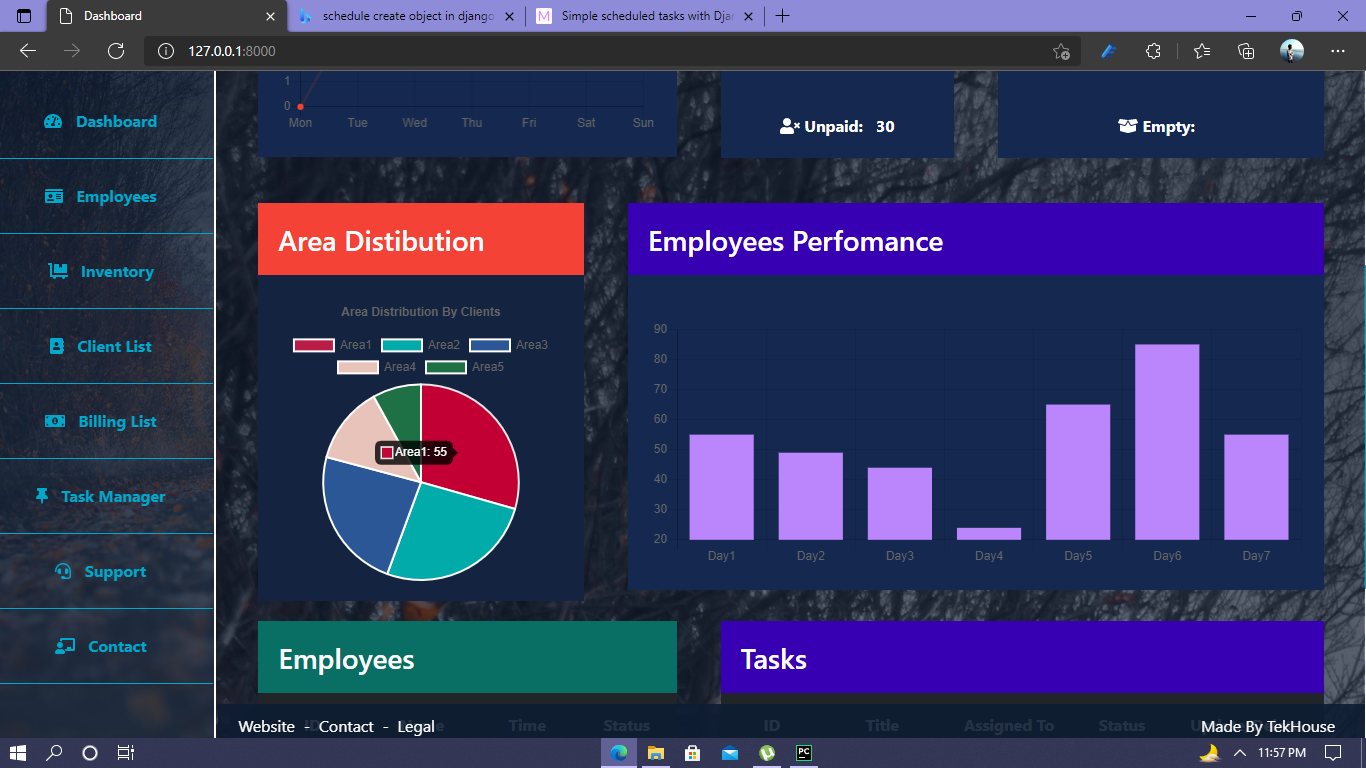 Dashboard
schedule create object in django
Simple scheduled tasks with Dja
127.0.0.1:8000
Dashboard
Employees
Inventory
Client List
Billing List
Task Manager
Support
Contact
1
0
Mon Tue Wed Thu Fri Sat Sun
Unpaid: 30
Empty:
Area Distibution
Area Distribution By Clients
Area1 Area2 Area3
Area4 Area5
Area1: 55
Employees Perfomance
90
80
70
60
50
40
30
20
Day1 Day2 Day3 Day4 Day5 Day6 Day7
Employees
ID Time Status
Tasks
ID Title Assigned To Status
Website - Contact - Legal
Made By TekHouse
PC
11:57 PM